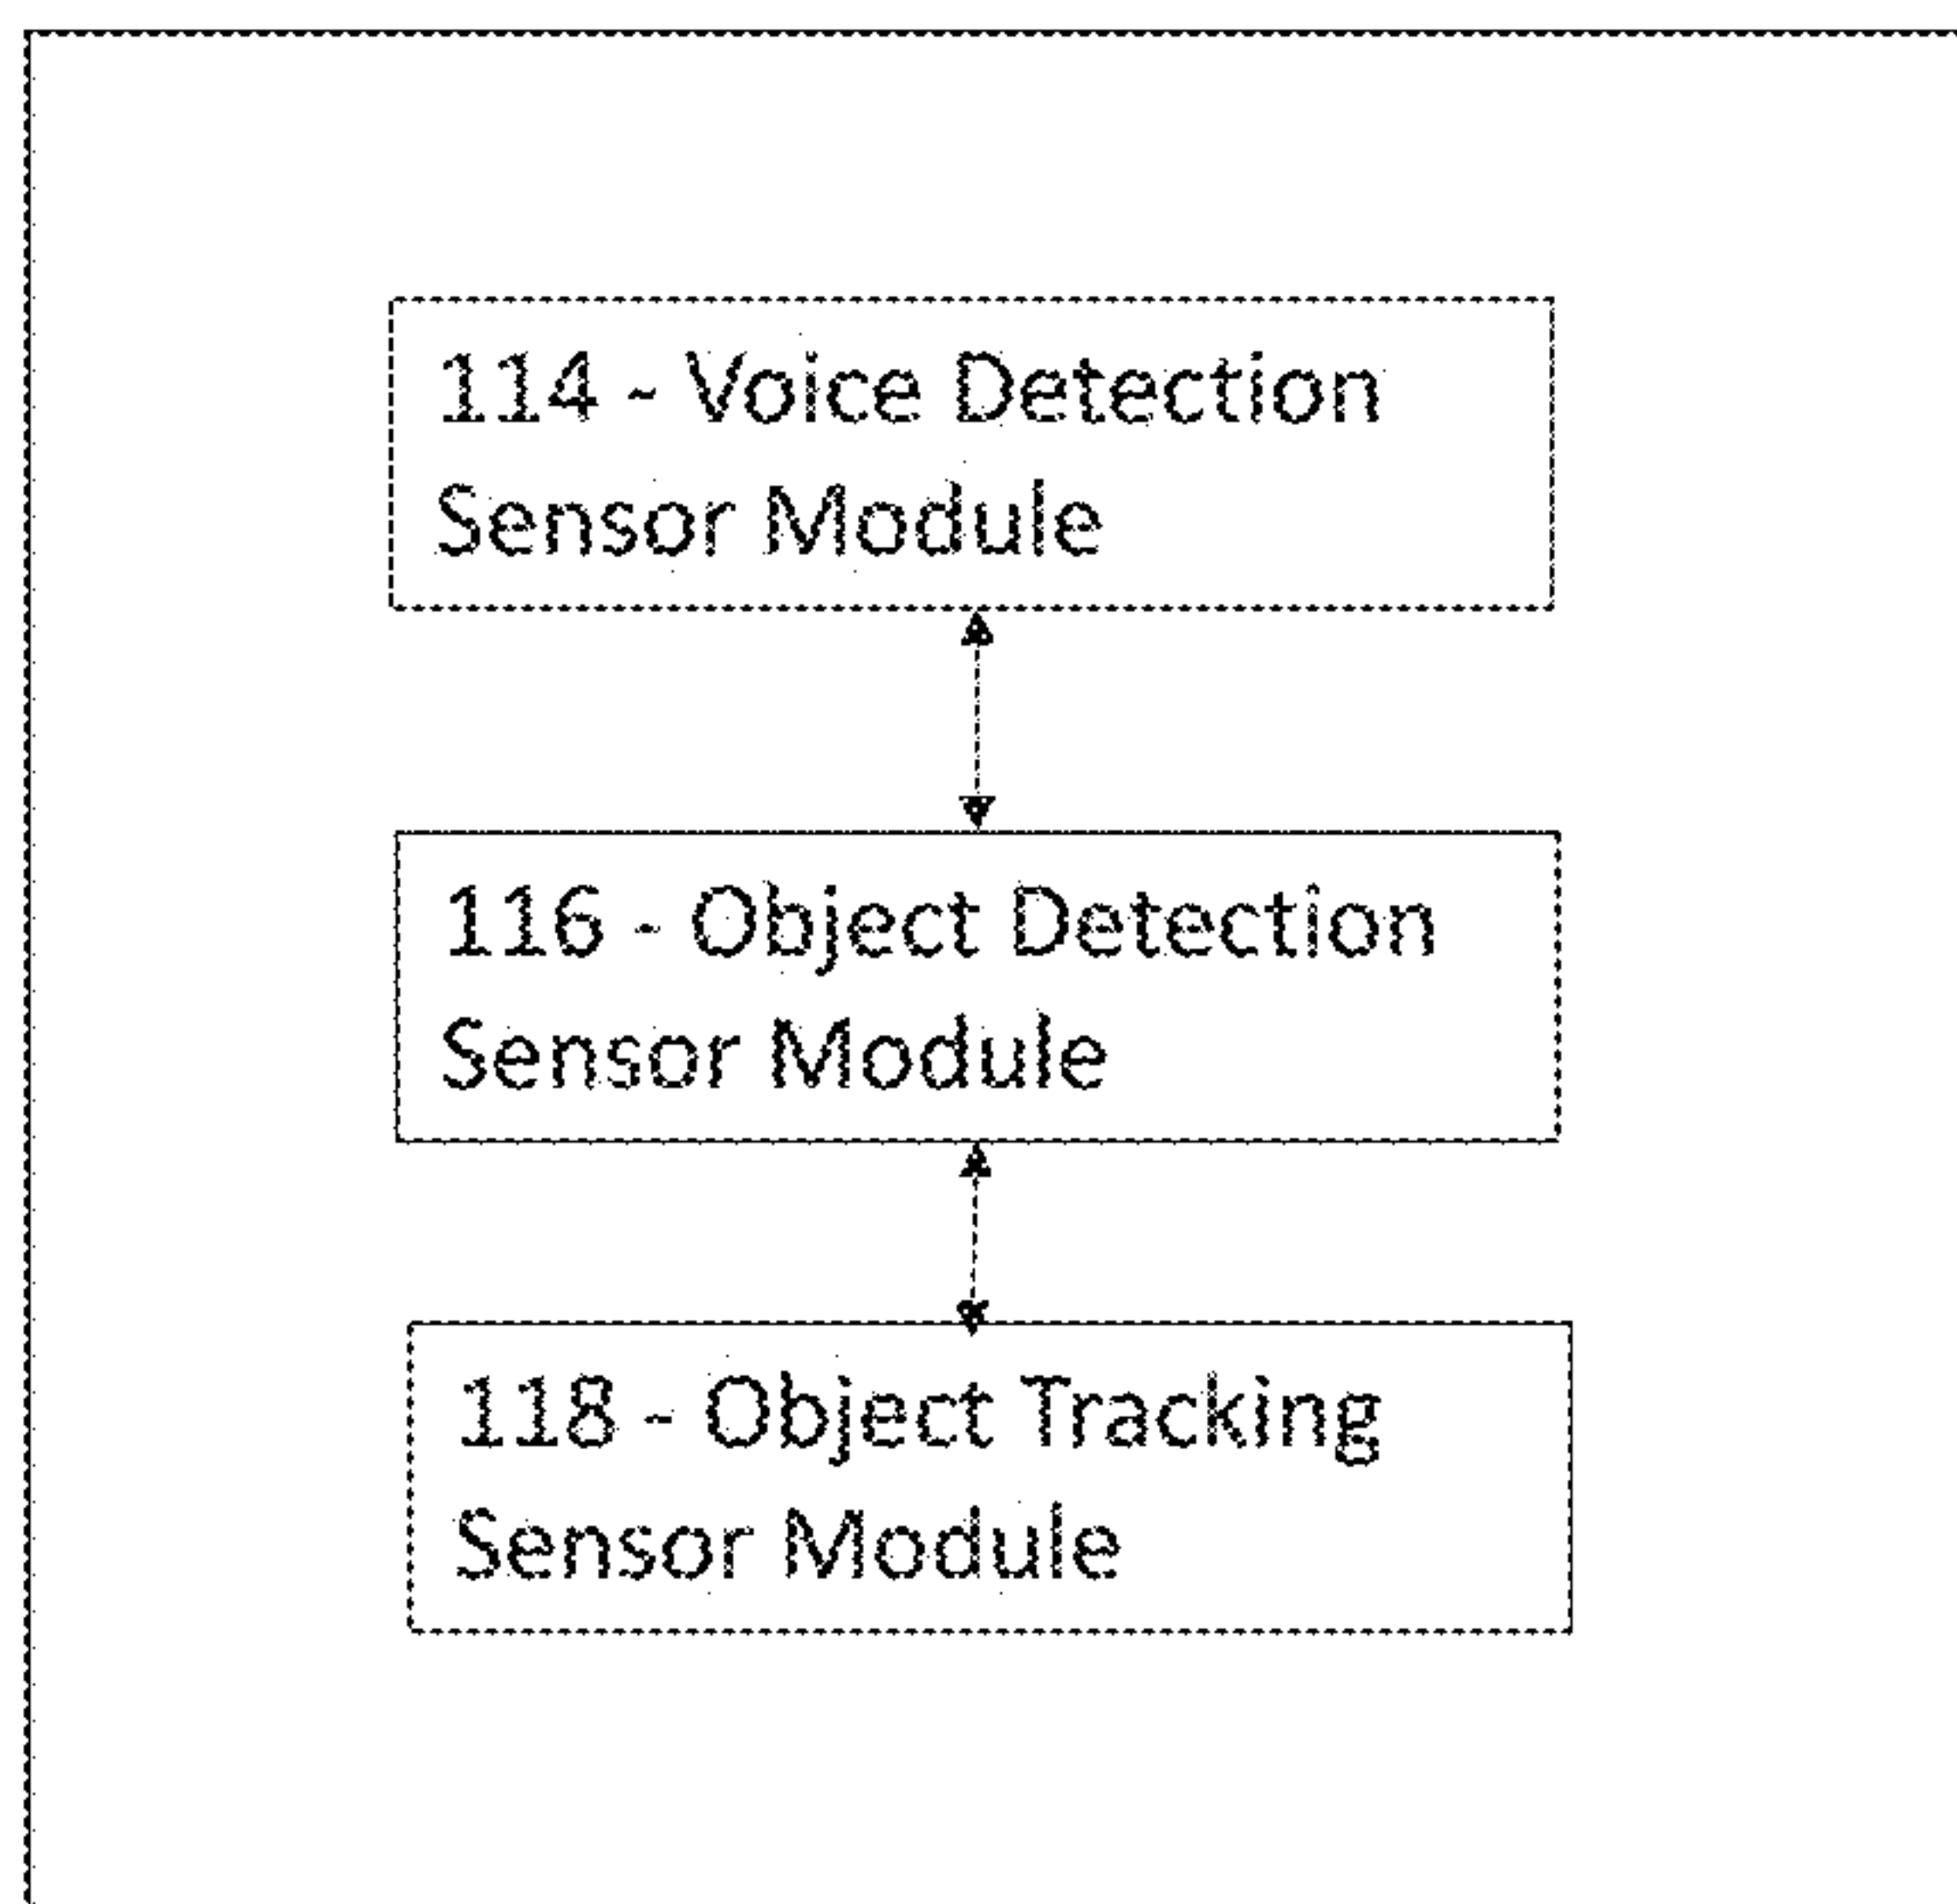 114 - Voice Detection
Sensor Module
116 - Object Detection
Sensor Module
118 - Object Tracking
Sensor Module